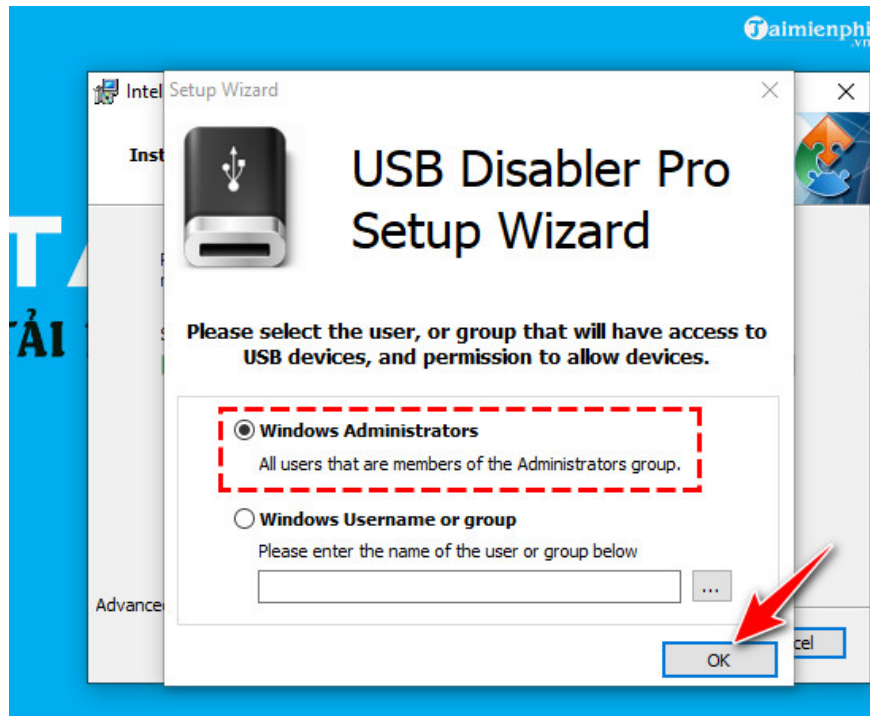 Taimienphi
.vn
Intel
Setup Wizard
Inst
USB Disabler Pro
Setup Wizard
Please select the user, or group that will have access to
USB devices, and permission to allow devices.
Windows Administrators
All users that are members of the Administrators group.
Windows Username or group
Please enter the name of the user or group below
...
Advance
OK
cel
TẢI